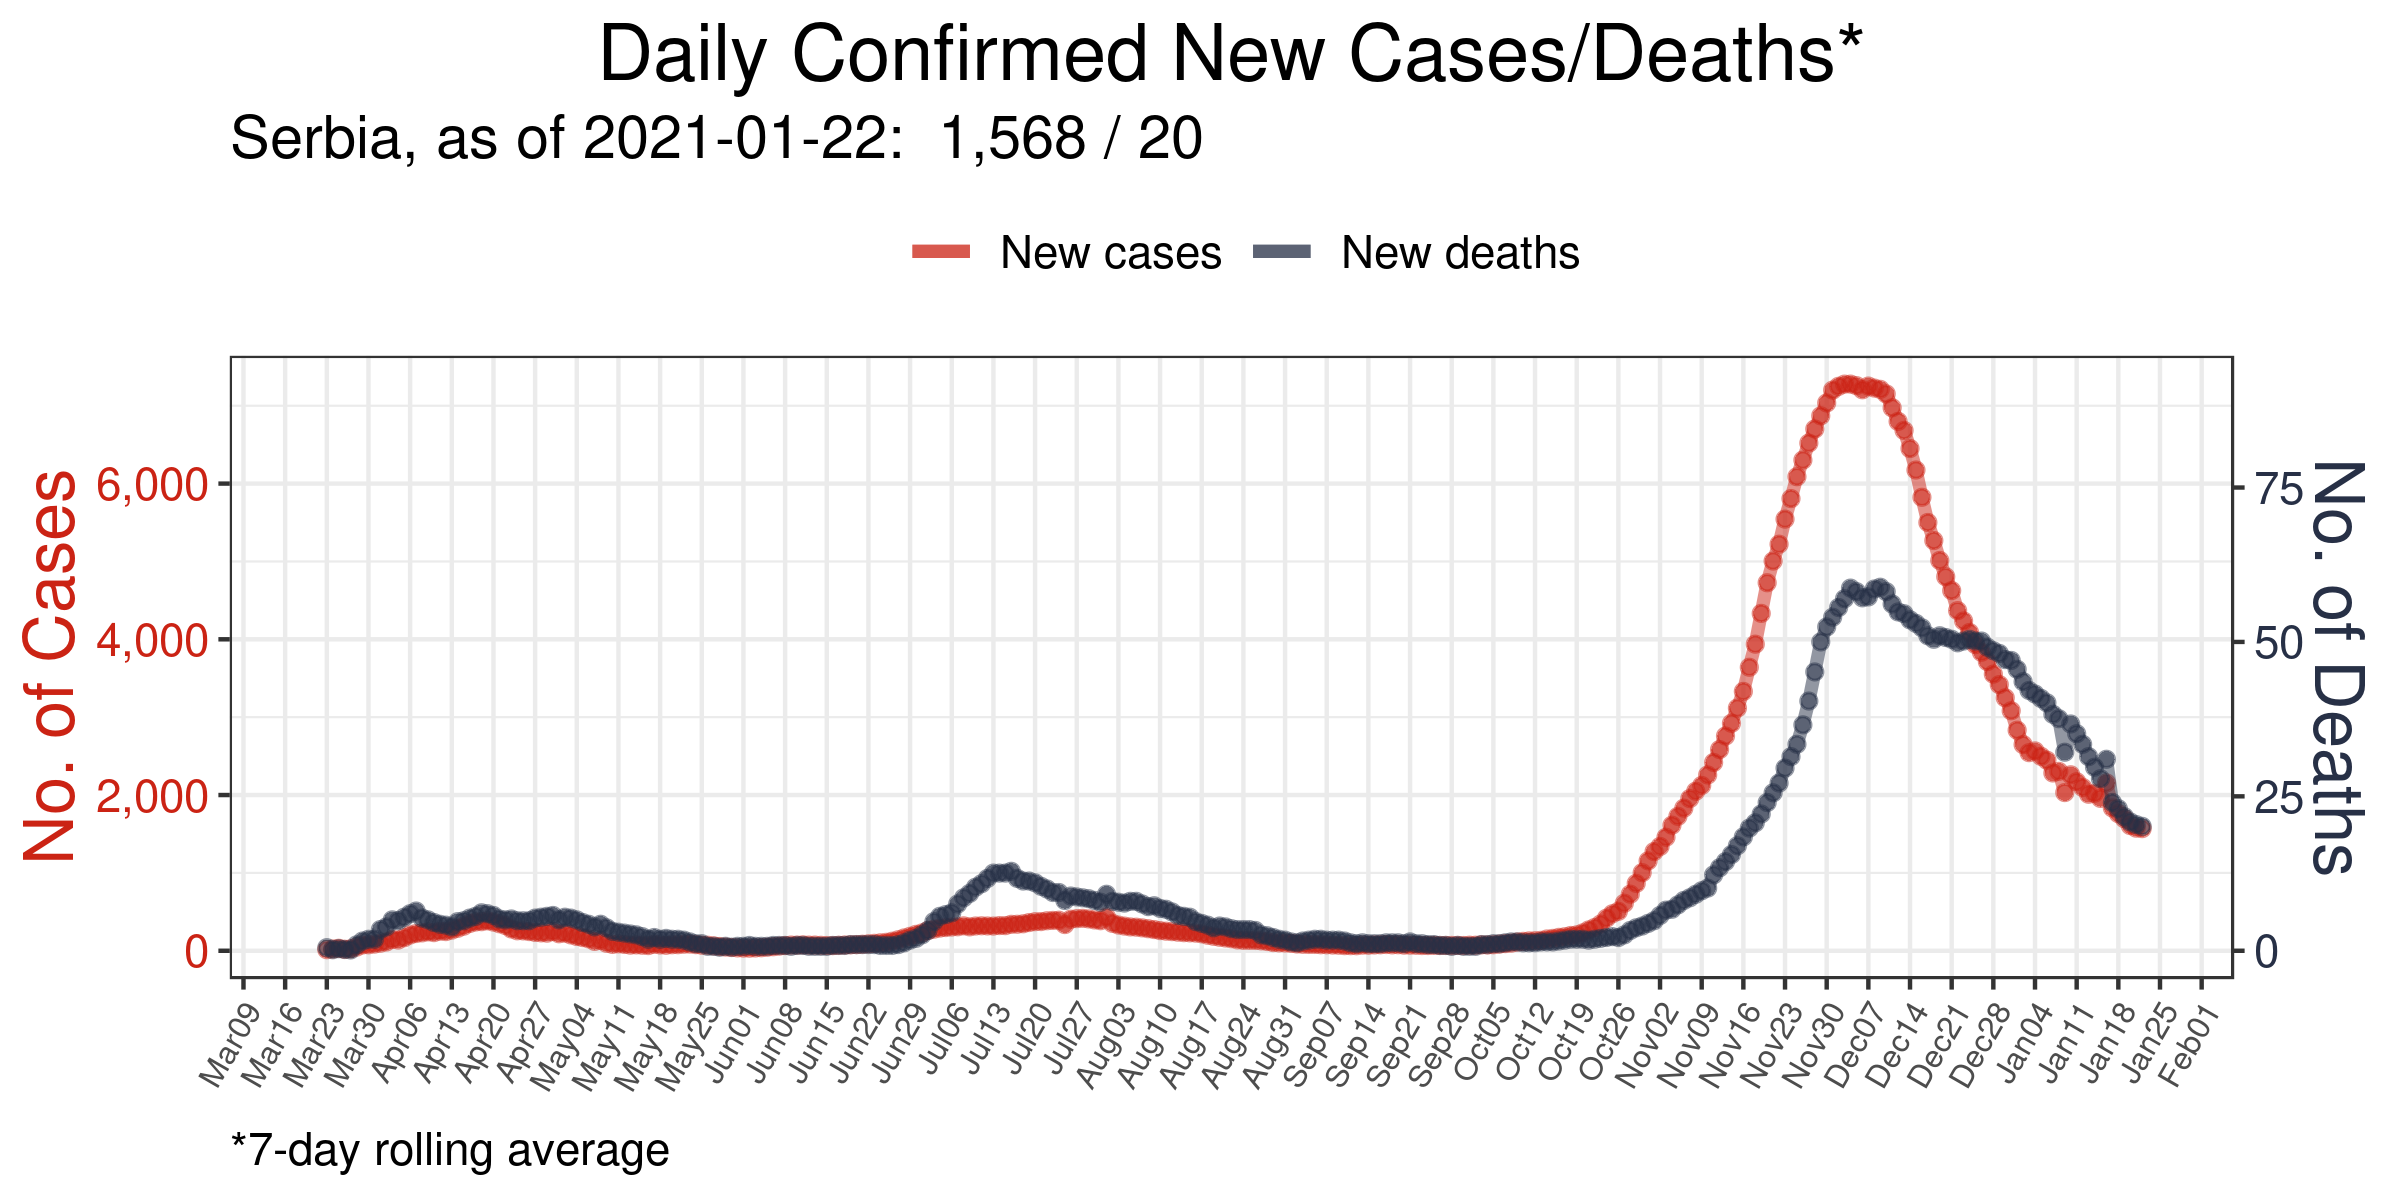 Daily Confirmed New Cases/Deaths*
Serbia, as of 2021-01-22:  1,568 / 20
New cases New deaths
No. of Cases
6,000
4,000
2,000
0
75
50
25
0
No. of Deaths
Mar09 Mar16 Mar23 Mar30 Apr06 Apr13 Apr20 Apr27 May04 May11 May18 May25 Jun01 Jun08 Jun15 Jun22 Jun29 Jul06 Jul13 Jul20 Jul27 Aug03 Aug10 Aug17 Aug24 Aug31 Sep07 Sep14 Sep21 Sep28 Oct05 Oct12 Oct19 Oct26 Nov02 Nov09 Nov16 Nov23 Nov30 Dec07 Dec14 Dec21 Dec28 Jan04 Jan11 Jan18 Jan25 Feb01
*7-day rolling average